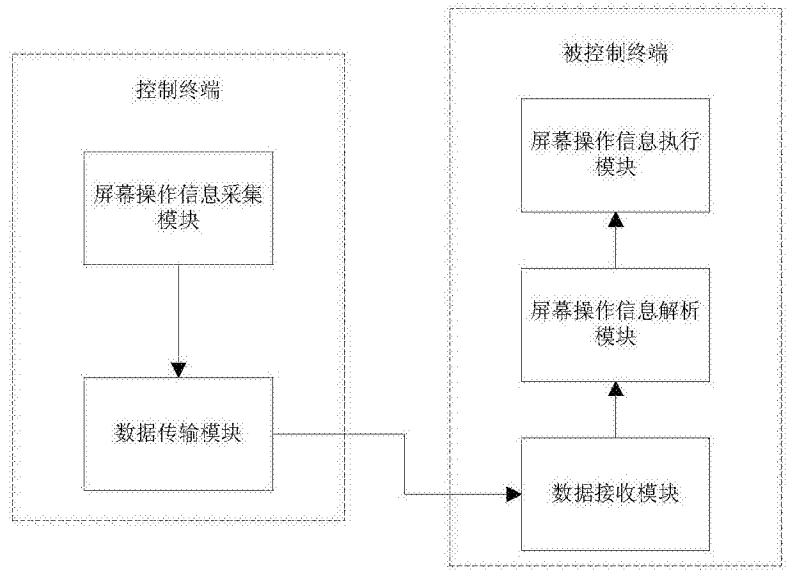 控制终端
屏幕操作信息采集
模块
数据传输模块
被控制终端
屏幕操作信息执行
模块
屏幕操作信息解析
模块
数据接收模块